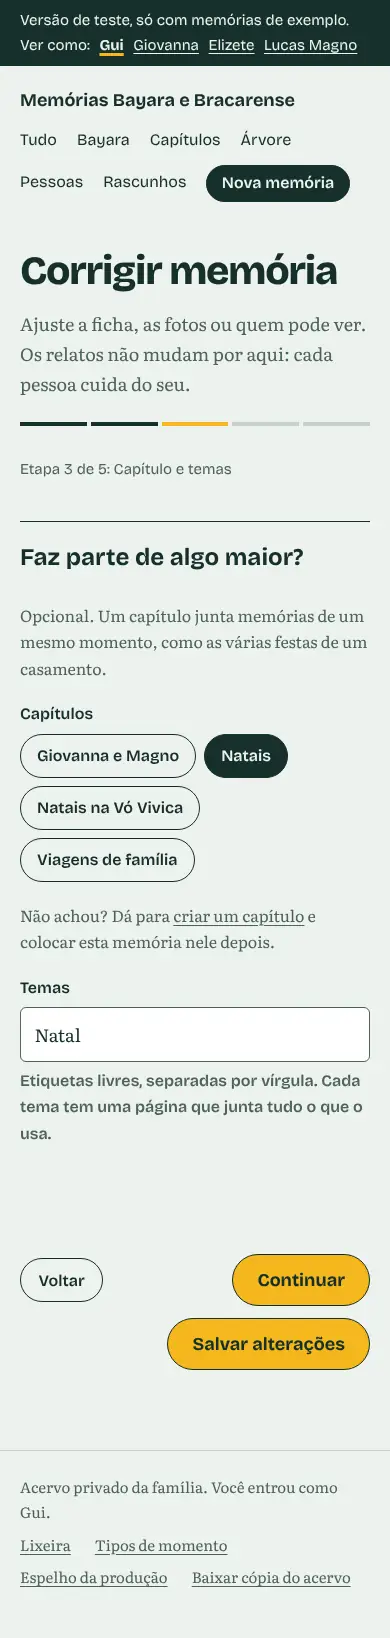 Versão de teste, só com memórias de exemplo.
Ver como: Gui Giovanna Elizete Lucas Magno
Memórias Bayara e Bracarense
Tudo Bayara Capítulos Árvore
Pessoas Rascunhos Nova memória
Corrigir memória
Ajuste a ficha, as fotos ou quem pode ver.
Os relatos não mudam por aqui: cada
pessoa cuida do seu.
Etapa 3 de 5: Capítulo e temas
Faz parte de algo maior?
Opcional. Um capítulo junta memórias de um
mesmo momento, como as várias festas de um
casamento.
Capítulos
Giovanna e Magno Natais
Natais na Vó Vivica
Viagens de família
Não achou? Dá para criar um capítulo e
colocar esta memória nele depois.
Temas
Natal
Etiquetas livres, separadas por vírgula. Cada
tema tem uma página que junta tudo o que o
usa.
Voltar Continuar
Salvar alterações
Acervo privado da família. Você entrou como
Gui.
Lixeira Tipos de momento
Espelho da produção Baixar cópia do acervo